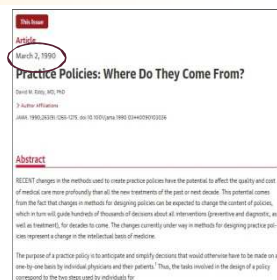 This Issue
Article
March 2, 1990
Practice Policies: Where Do They Come From?
David M. Eddy, MD, PhD
Author Affiliations
JAMA. 1990;263(9):1265-1275. doi:10.1001/jama.1990.03440090103036
Abstract
RECENT changes in the methods used to create practice policies have the potential to affect the quality and cost
of medical care more profoundly than all the new treatments of the past or next decade. This potential comes
from the fact that changes in methods for designing policies can be expected to change the content of policies,
which in turn will guide hundreds of thousands of decisions about all interventions (preventive and diagnostic, as
well as treatment), for decades to come. The changes currently under way in methods for designing practice pol-
icies represent a change in the intellectual basis of medicine.
The purpose of a practice policy is to anticipate and simplify decisions that would otherwise have to be made on a
one-by-one basis by individual physicians and their patients.¹ Thus, the tasks involved in the design of a policy
correspond to the two steps used by individuals for